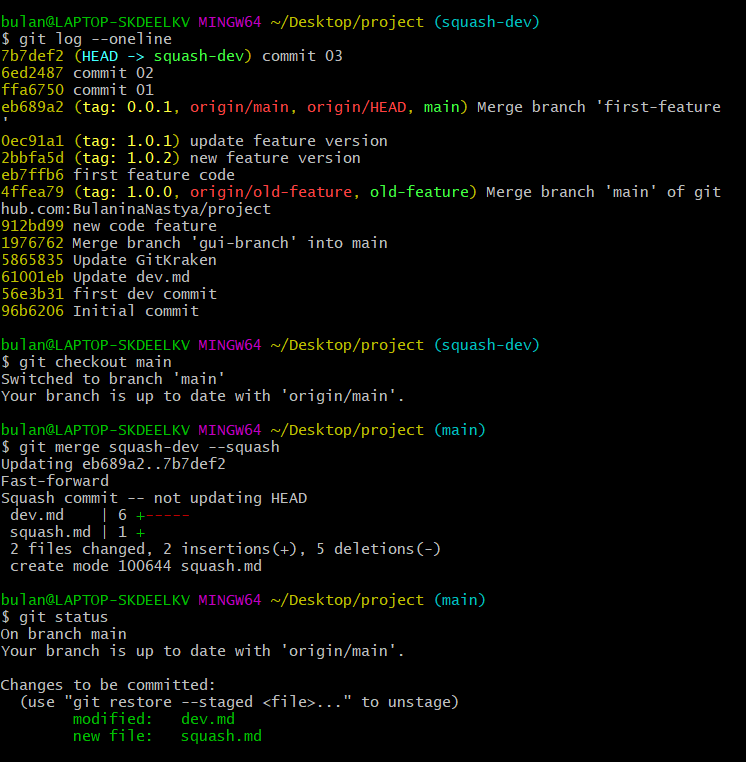 bulan@LAPTOP-SKDEELKV MINGW64 ~/Desktop/project (squash-dev)
$ git log --oneline
7b7def2 (HEAD -> squash-dev) commit 03
6ed2487 commit 02
ffa6750 commit 01
eb689a2 (tag: 0.0.1, origin/main, origin/HEAD, main) Merge branch 'first-feature
'
0ec91a1 (tag: 1.0.1) update feature version
2bbfa5d (tag: 1.0.2) new feature version
eb7ffb6 first feature code
4ffea79 (tag: 1.0.0, origin/old-feature, old-feature) Merge branch 'main' of git
hub.com:BulaninaNastya/project
912bd99 new code feature
1976762 Merge branch 'gui-branch' into main
5865835 Update GitKraken
61001eb Update dev.md
56e3b31 first dev commit
96b6206 Initial commit
bulan@LAPTOP-SKDEELKV MINGW64 ~/Desktop/project (squash-dev)
$ git checkout main
Switched to branch 'main'
Your branch is up to date with 'origin/main'.
bulan@LAPTOP-SKDEELKV MINGW64 ~/Desktop/project (main)
$ git merge squash-dev --squash
Updating eb689a2..7b7def2
Fast-forward
Squash commit -- not updating HEAD
 dev.md    | 6 +-----
 squash.md | 1 +
 2 files changed, 2 insertions(+), 5 deletions(-)
 create mode 100644 squash.md
bulan@LAPTOP-SKDEELKV MINGW64 ~/Desktop/project (main)
$ git status
On branch main
Your branch is up to date with 'origin/main'.
Changes to be committed:
  (use "git restore --staged <file>..." to unstage)
        modified:   dev.md
        new file:   squash.md